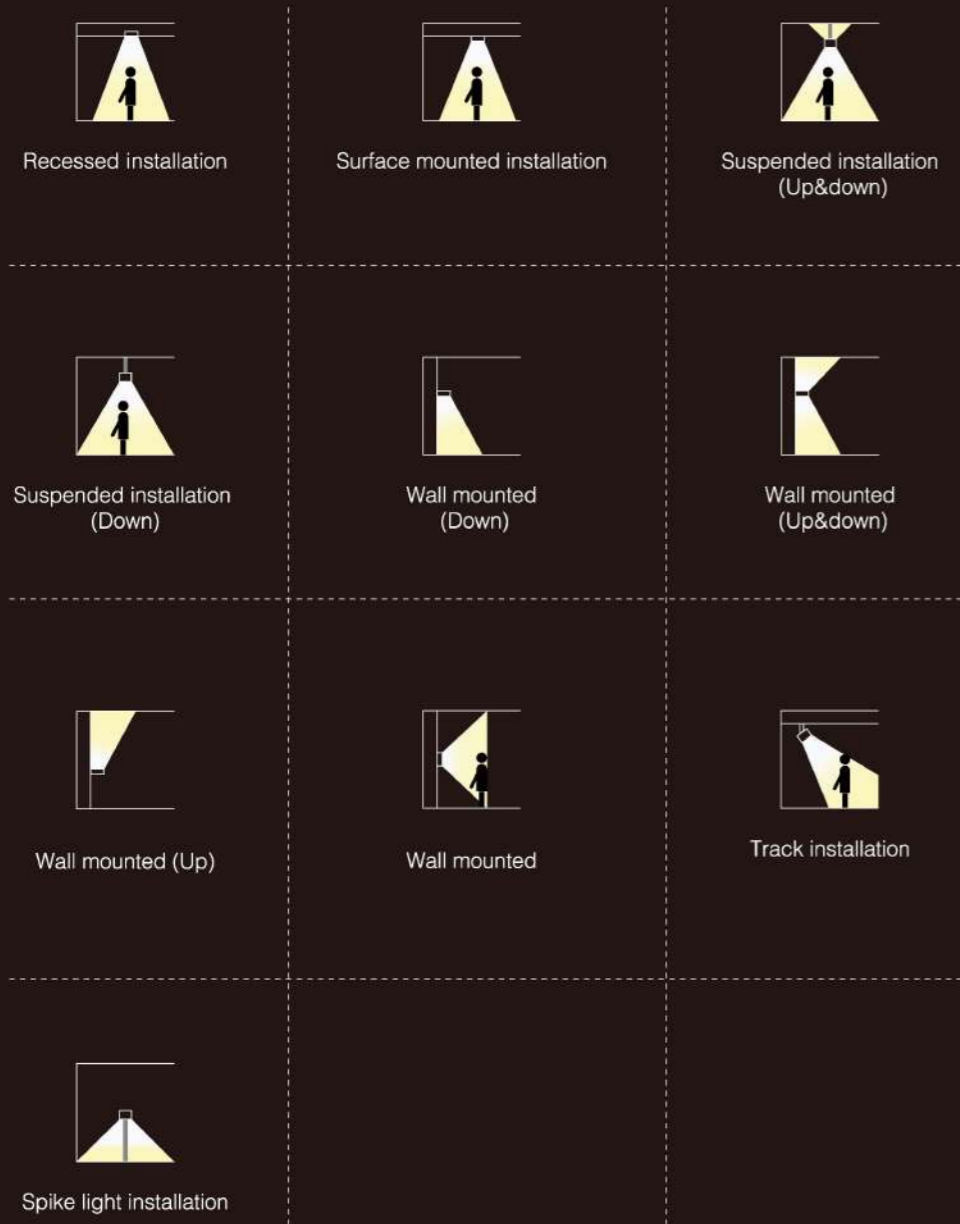 Recessed installation
Surface mounted installation
Suspended installation
(Up&down)
Suspended installation
(Down)
Wall mounted
(Down)
Wall mounted
(Up&down)
Wall mounted (Up)
Wall mounted
Track installation
Spike light installation